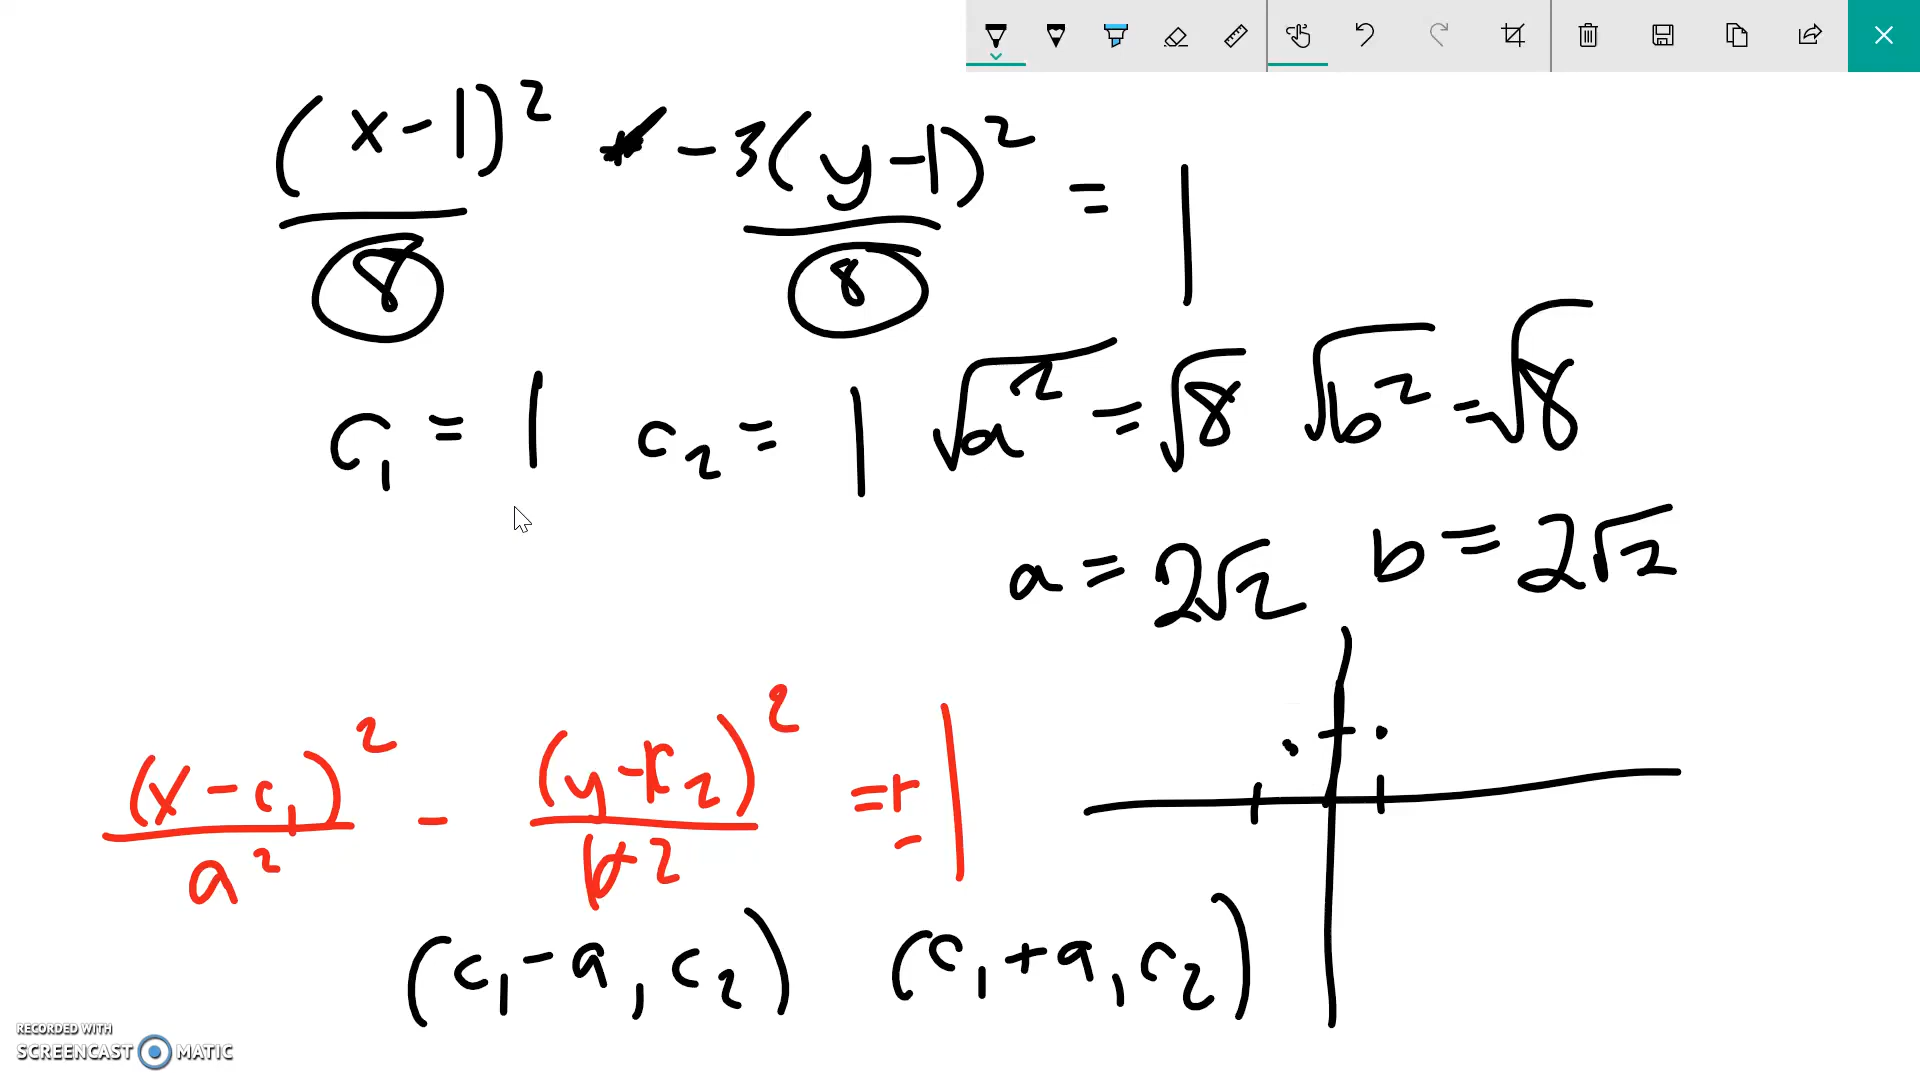 (x-1)² -3(y-1)² = 1
8 8
c₁ = 1 c₂ = 1 √a² = √8 √b² = √8
a = 2√2 b = 2√2
(x-c₁)² - (y-c₂)² = 1
a² b²
(c₁-a, c₂) (c₁+a, c₂)
RECORDED WITH
SCREENCAST MATIC